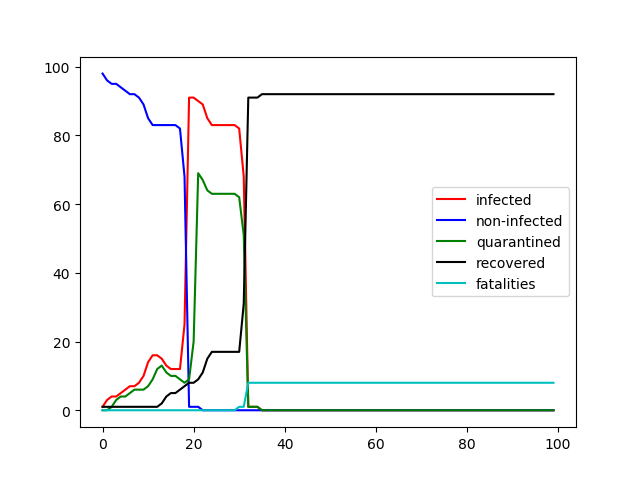 100
80
60
40
20
0
0 20 40 60 80 100
infected
non-infected
quarantined
recovered
fatalities